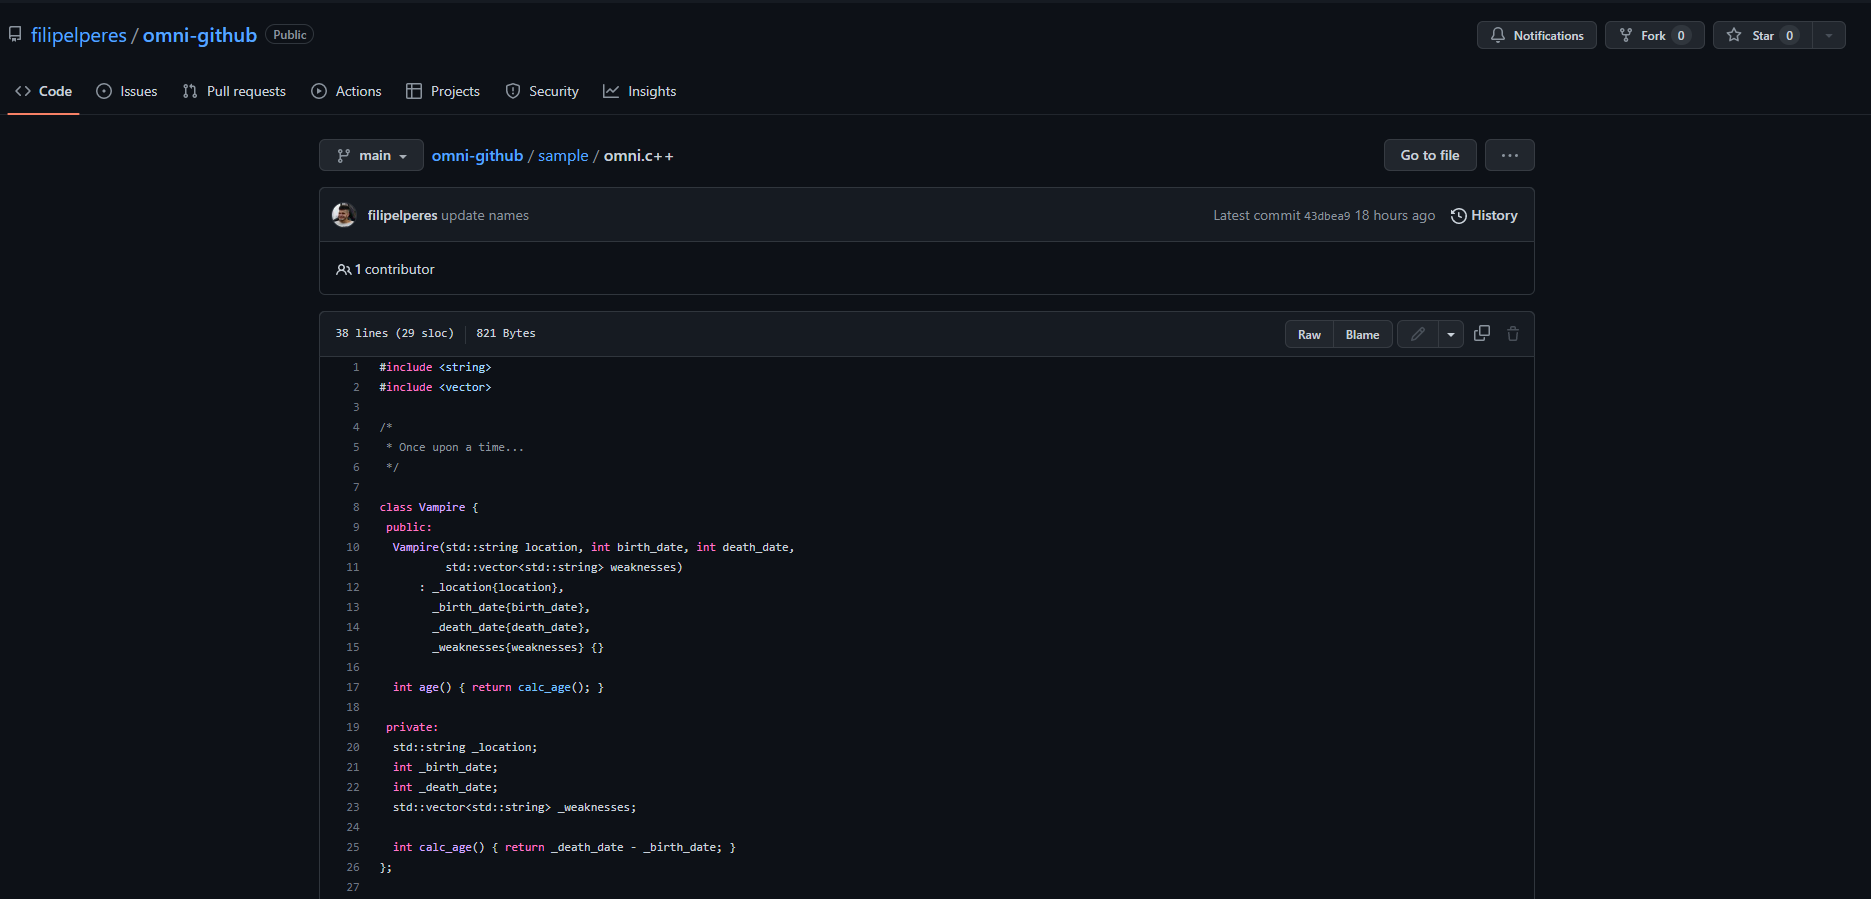 filipelperes / omni-github Public
Notifications Fork 0 Star 0
Code Issues Pull requests Actions Projects Security Insights
main omni-github / sample / omni.c++ Go to file ...
filipelperes update names Latest commit 43dbea9 18 hours ago History
1 contributor
38 lines (29 sloc) 821 Bytes Raw Blame
1 #include <string>
2 #include <vector>
3
4 /*
5  * Once upon a time...
6  */
7
8 class Vampire {
9  public:
10   Vampire(std::string location, int birth_date, int death_date,
11           std::vector<std::string> weaknesses)
12       : _location{location},
13         _birth_date{birth_date},
14         _death_date{death_date},
15         _weaknesses{weaknesses} {}
16
17   int age() { return calc_age(); }
18
19  private:
20   std::string _location;
21   int _birth_date;
22   int _death_date;
23   std::vector<std::string> _weaknesses;
24
25   int calc_age() { return _death_date - _birth_date; }
26 };
27